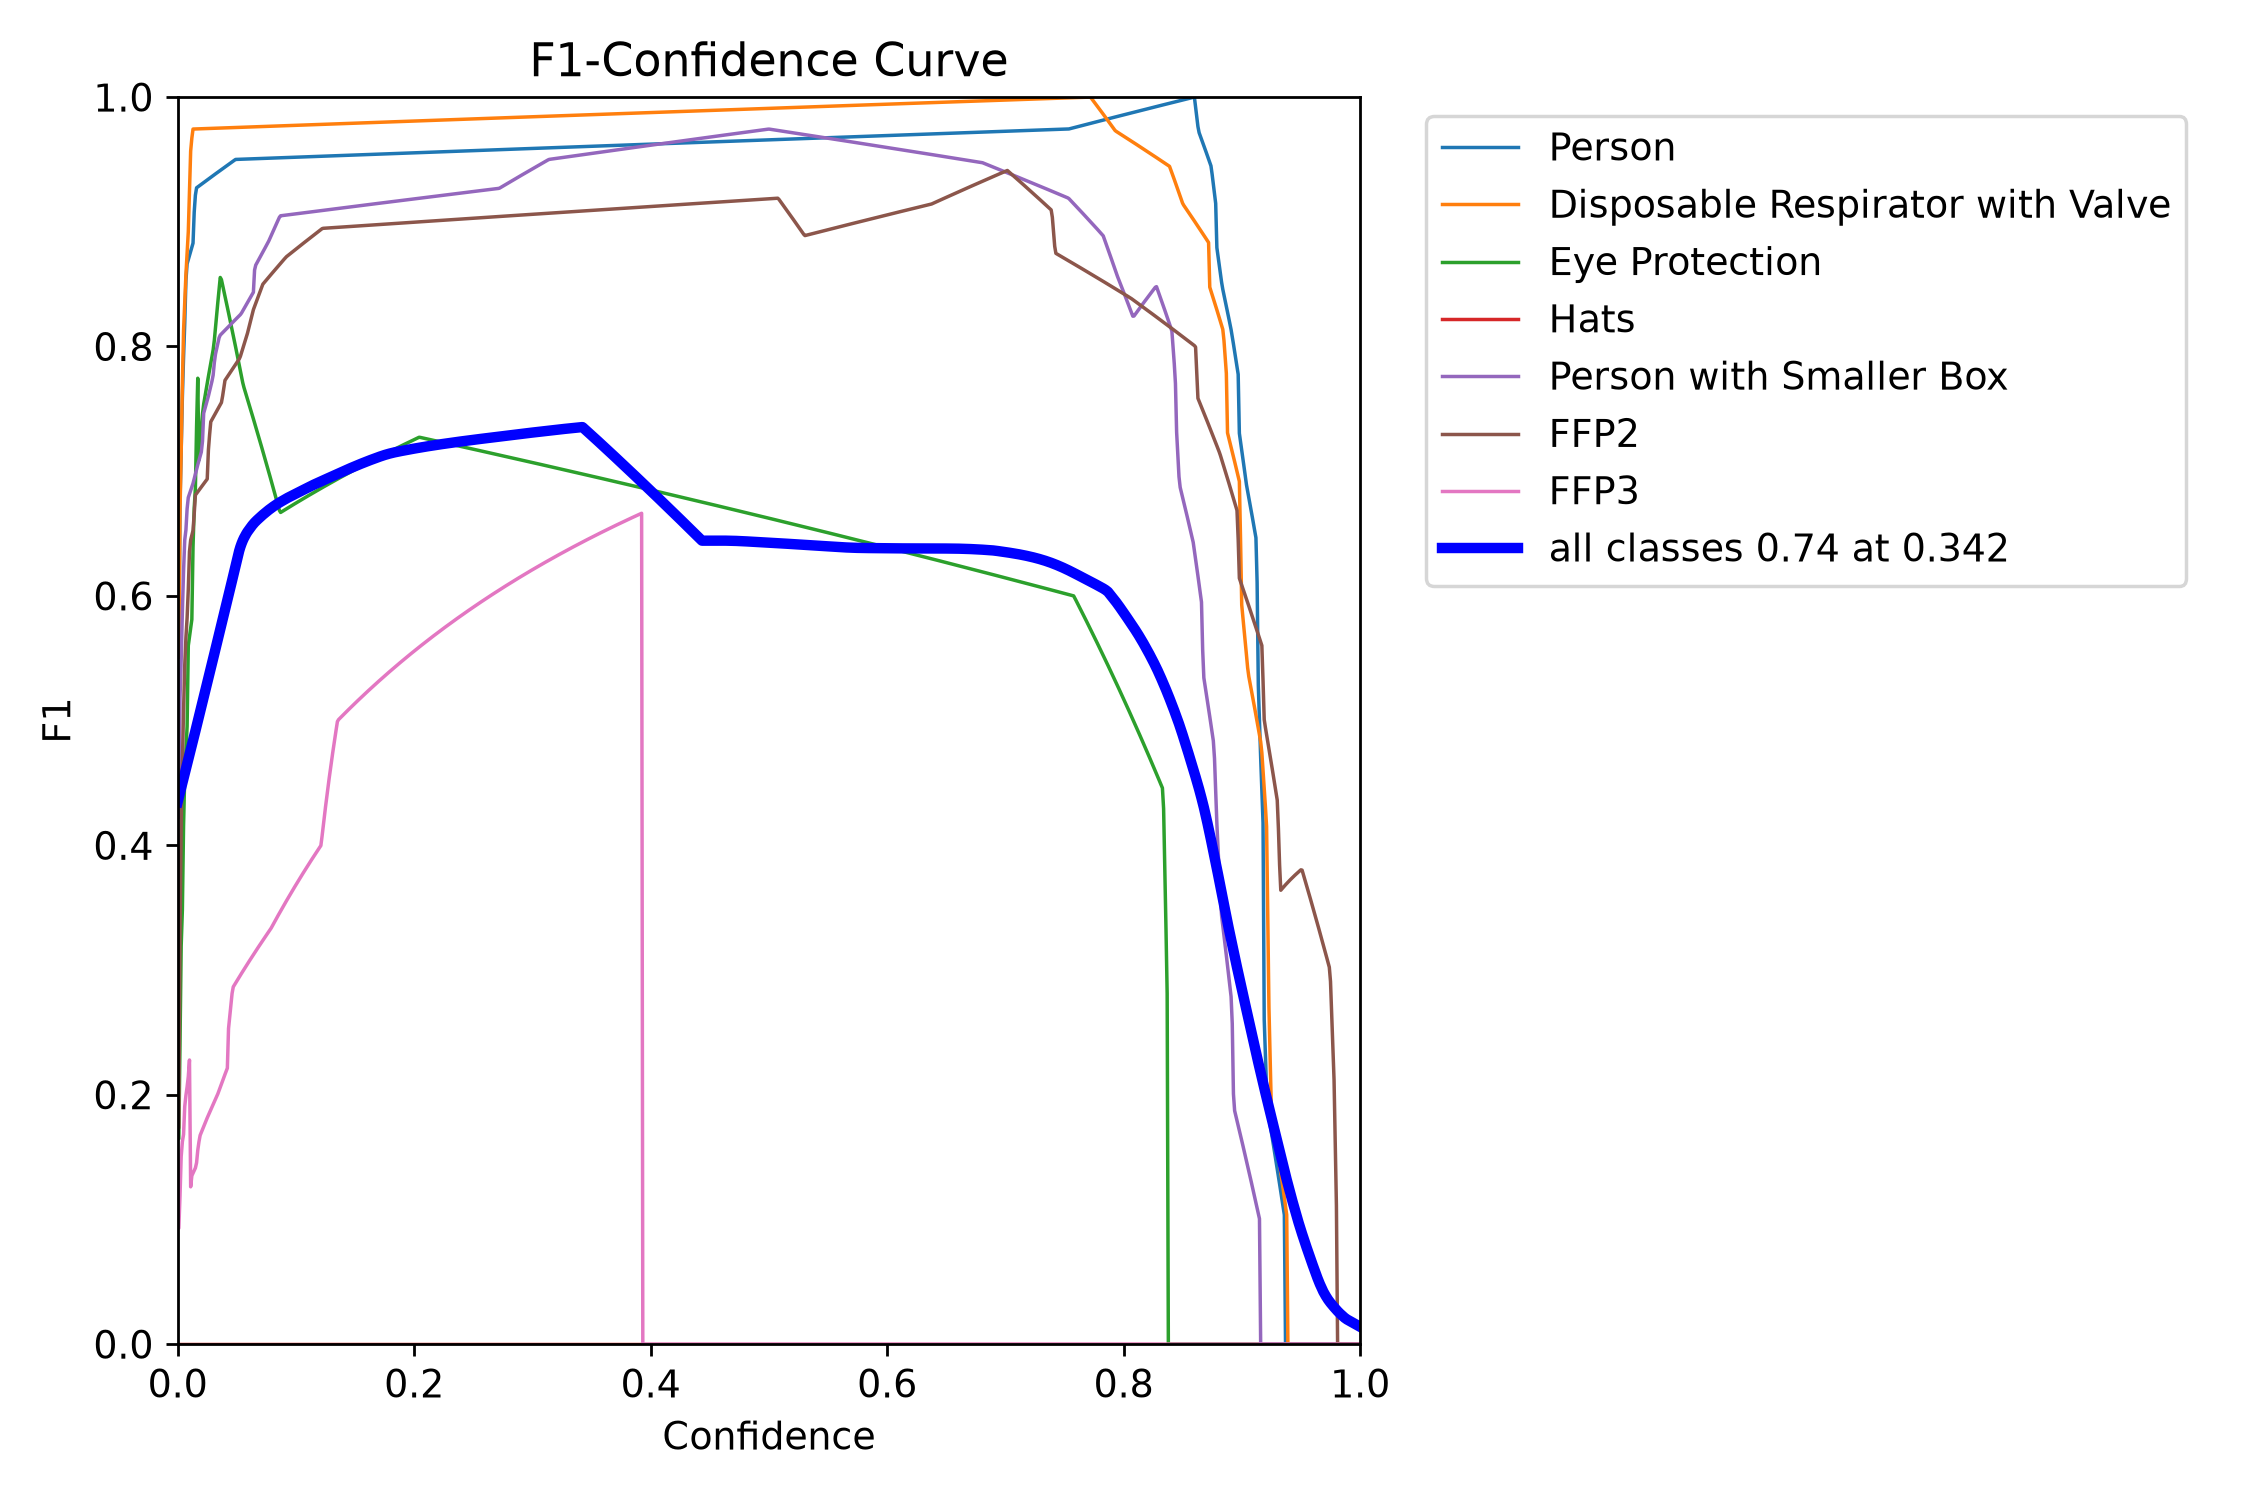 F1-Confidence Curve
1.0
0.8
0.6
0.4
0.2
0.0
F1
0.0 0.2 0.4 0.6 0.8 1.0
Confidence
Person
Disposable Respirator with Valve
Eye Protection
Hats
Person with Smaller Box
FFP2
FFP3
all classes 0.74 at 0.342